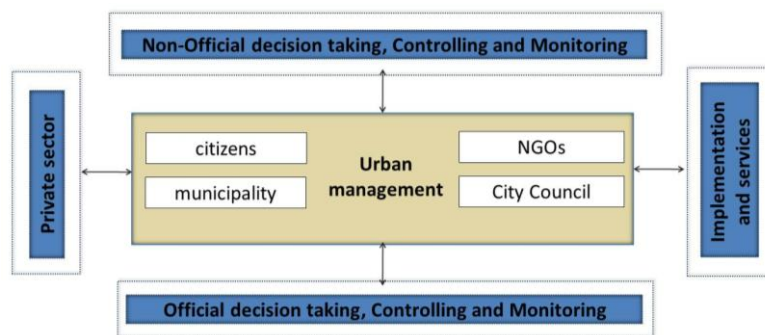 Non-Official decision taking, Controlling and Monitoring
Private sector
citizens
municipality
Urban
management
NGOs
City Council
Implementation
and services
Official decision taking, Controlling and Monitoring